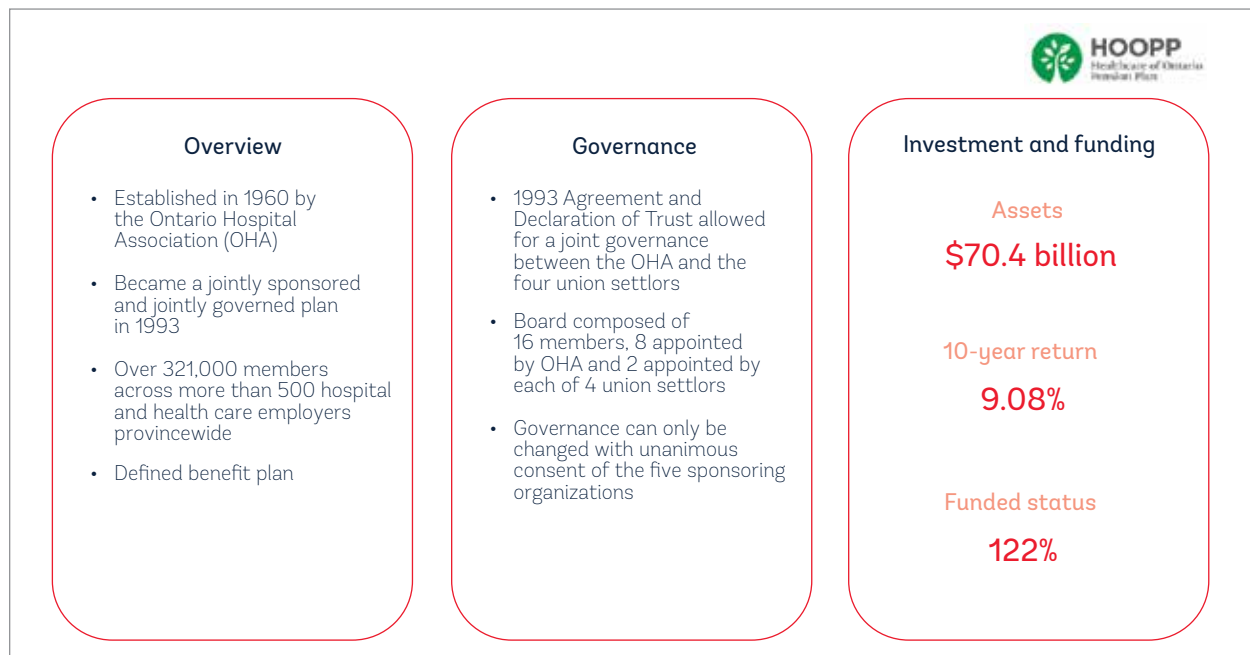 HOOPP
Healthcare of Ontario
Pension Plan
Overview
• Established in 1960 by
the Ontario Hospital
Association (OHA)
• Became a jointly sponsored
and jointly governed plan
in 1993
• Over 321,000 members
across more than 500 hospital
and health care employers
provincewide
• Defined benefit plan
Governance
• 1993 Agreement and
Declaration of Trust allowed
for a joint governance
between the OHA and the
four union settlors
• Board composed of
16 members, 8 appointed
by OHA and 2 appointed by
each of 4 union settlors
• Governance can only be
changed with unanimous
consent of the five sponsoring
organizations
Investment and funding
Assets
$70.4 billion
10-year return
9.08%
Funded status
122%